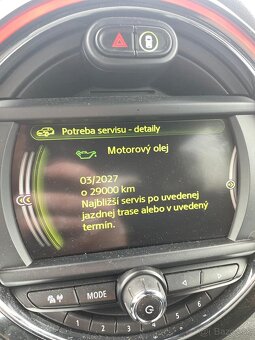 Potreba servisu - detaily
Motorový olej
03/2027
o 29000 km
Najbližší servis po uvedenej
jazdnej trase alebo v uvedený
termín.
MODE